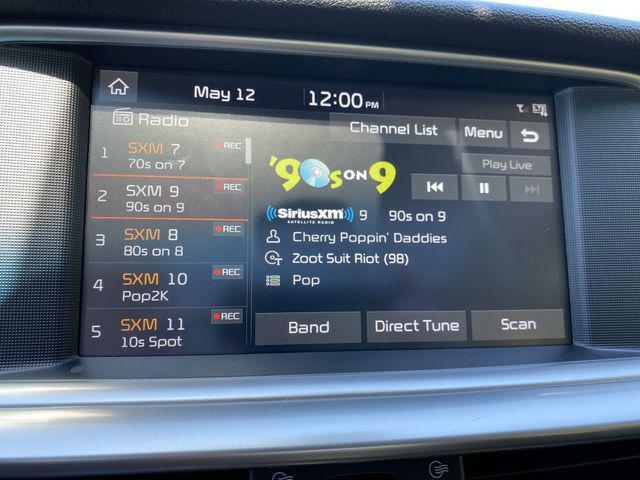 May 12
12:00 PM
LTE
Radio
Channel List
Menu
1 SXM 7 REC
70s on 7
2 SXM 9 REC
90s on 9
3 SXM 8 REC
80s on 8
4 SXM 10 REC
Pop2K
5 SXM 11 REC
10s Spot
Play Live
'90s on 9
((SiriusXM)) 9 90s on 9
SATELLITE RADIO
Cherry Poppin' Daddies
Zoot Suit Riot (98)
Pop
Band
Direct Tune
Scan